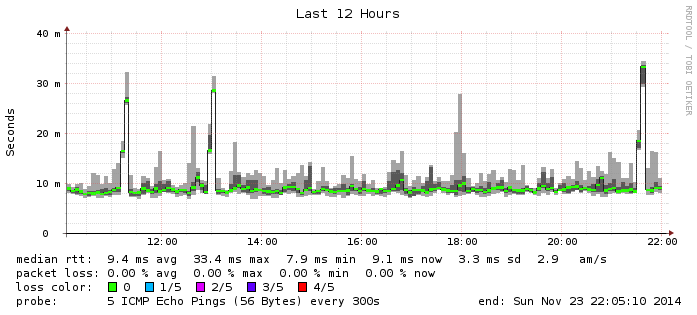 Last 12 Hours
RRDTOOL / TOBI OETIKER
Seconds
40 m
30 m
20 m
10 m
0
12:00 14:00 16:00 18:00 20:00 22:00
median rtt: 9.4 ms avg 33.4 ms max 7.9 ms min 9.1 ms now 3.3 ms sd 2.9 am/s
packet loss: 0.00 % avg 0.00 % max 0.00 % min 0.00 % now
loss color: 0 1/5 2/5 3/5 4/5
probe: 5 ICMP Echo Pings (56 Bytes) every 300s end: Sun Nov 23 22:05:10 2014